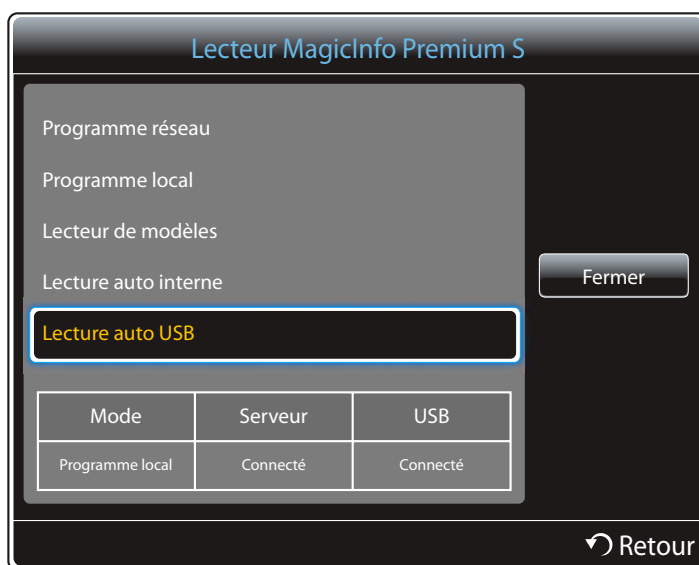 Lecteur MagicInfo Premium S
Programme réseau
Programme local
Lecteur de modèles
Lecture auto interne
Lecture auto USB
Fermer
Mode Serveur USB
Programme local Connecté Connecté
Retour